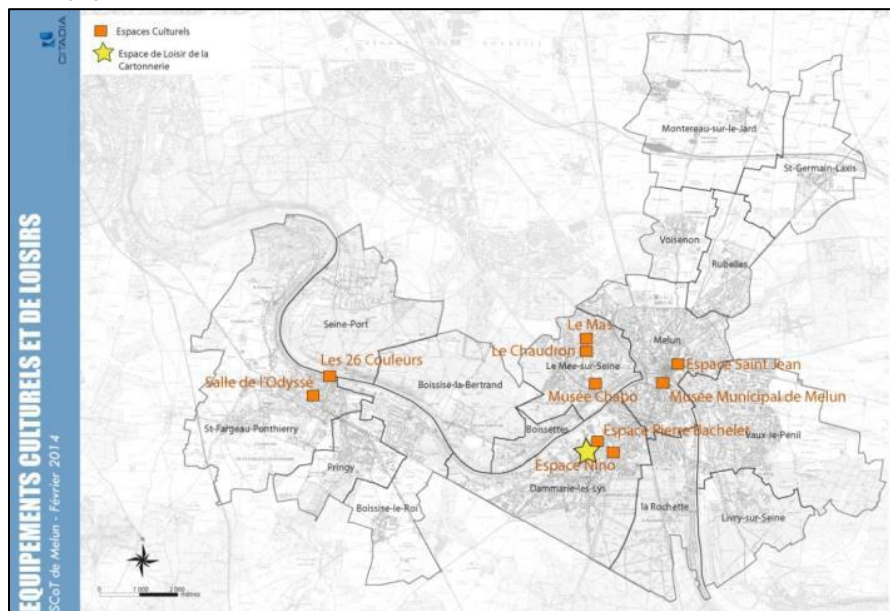 CITADIA
EQUIPEMENTS CULTURELS ET DE LOISIRS
SCoT de Melun - Février 2014
Espaces Culturels
Espace de Loisir de la
Cartonnerie
Montereau-sur-le-Jard
St-Germain-Laxis
Voisenon
Rubelles
Seine-Port
Le Mas
Melun
Le Chaudron
Espace Saint Jean
Les 26 Couleurs
Le Mee-sur-Seine
Salle de l'Odyssé
Boissise-la-Bertrand
Musée Chapo
Musée Municipal de Melun
St-Fargeau-Ponthierry
Boissettes
Espace Pierre Bachelet
Vaux-le-Penil
Pringy
Espace Nino
Dammarie-les-Lys
Boissise-le-Roi
la Rochette
Livry-sur-Seine
0 1 000 2 000
mètres